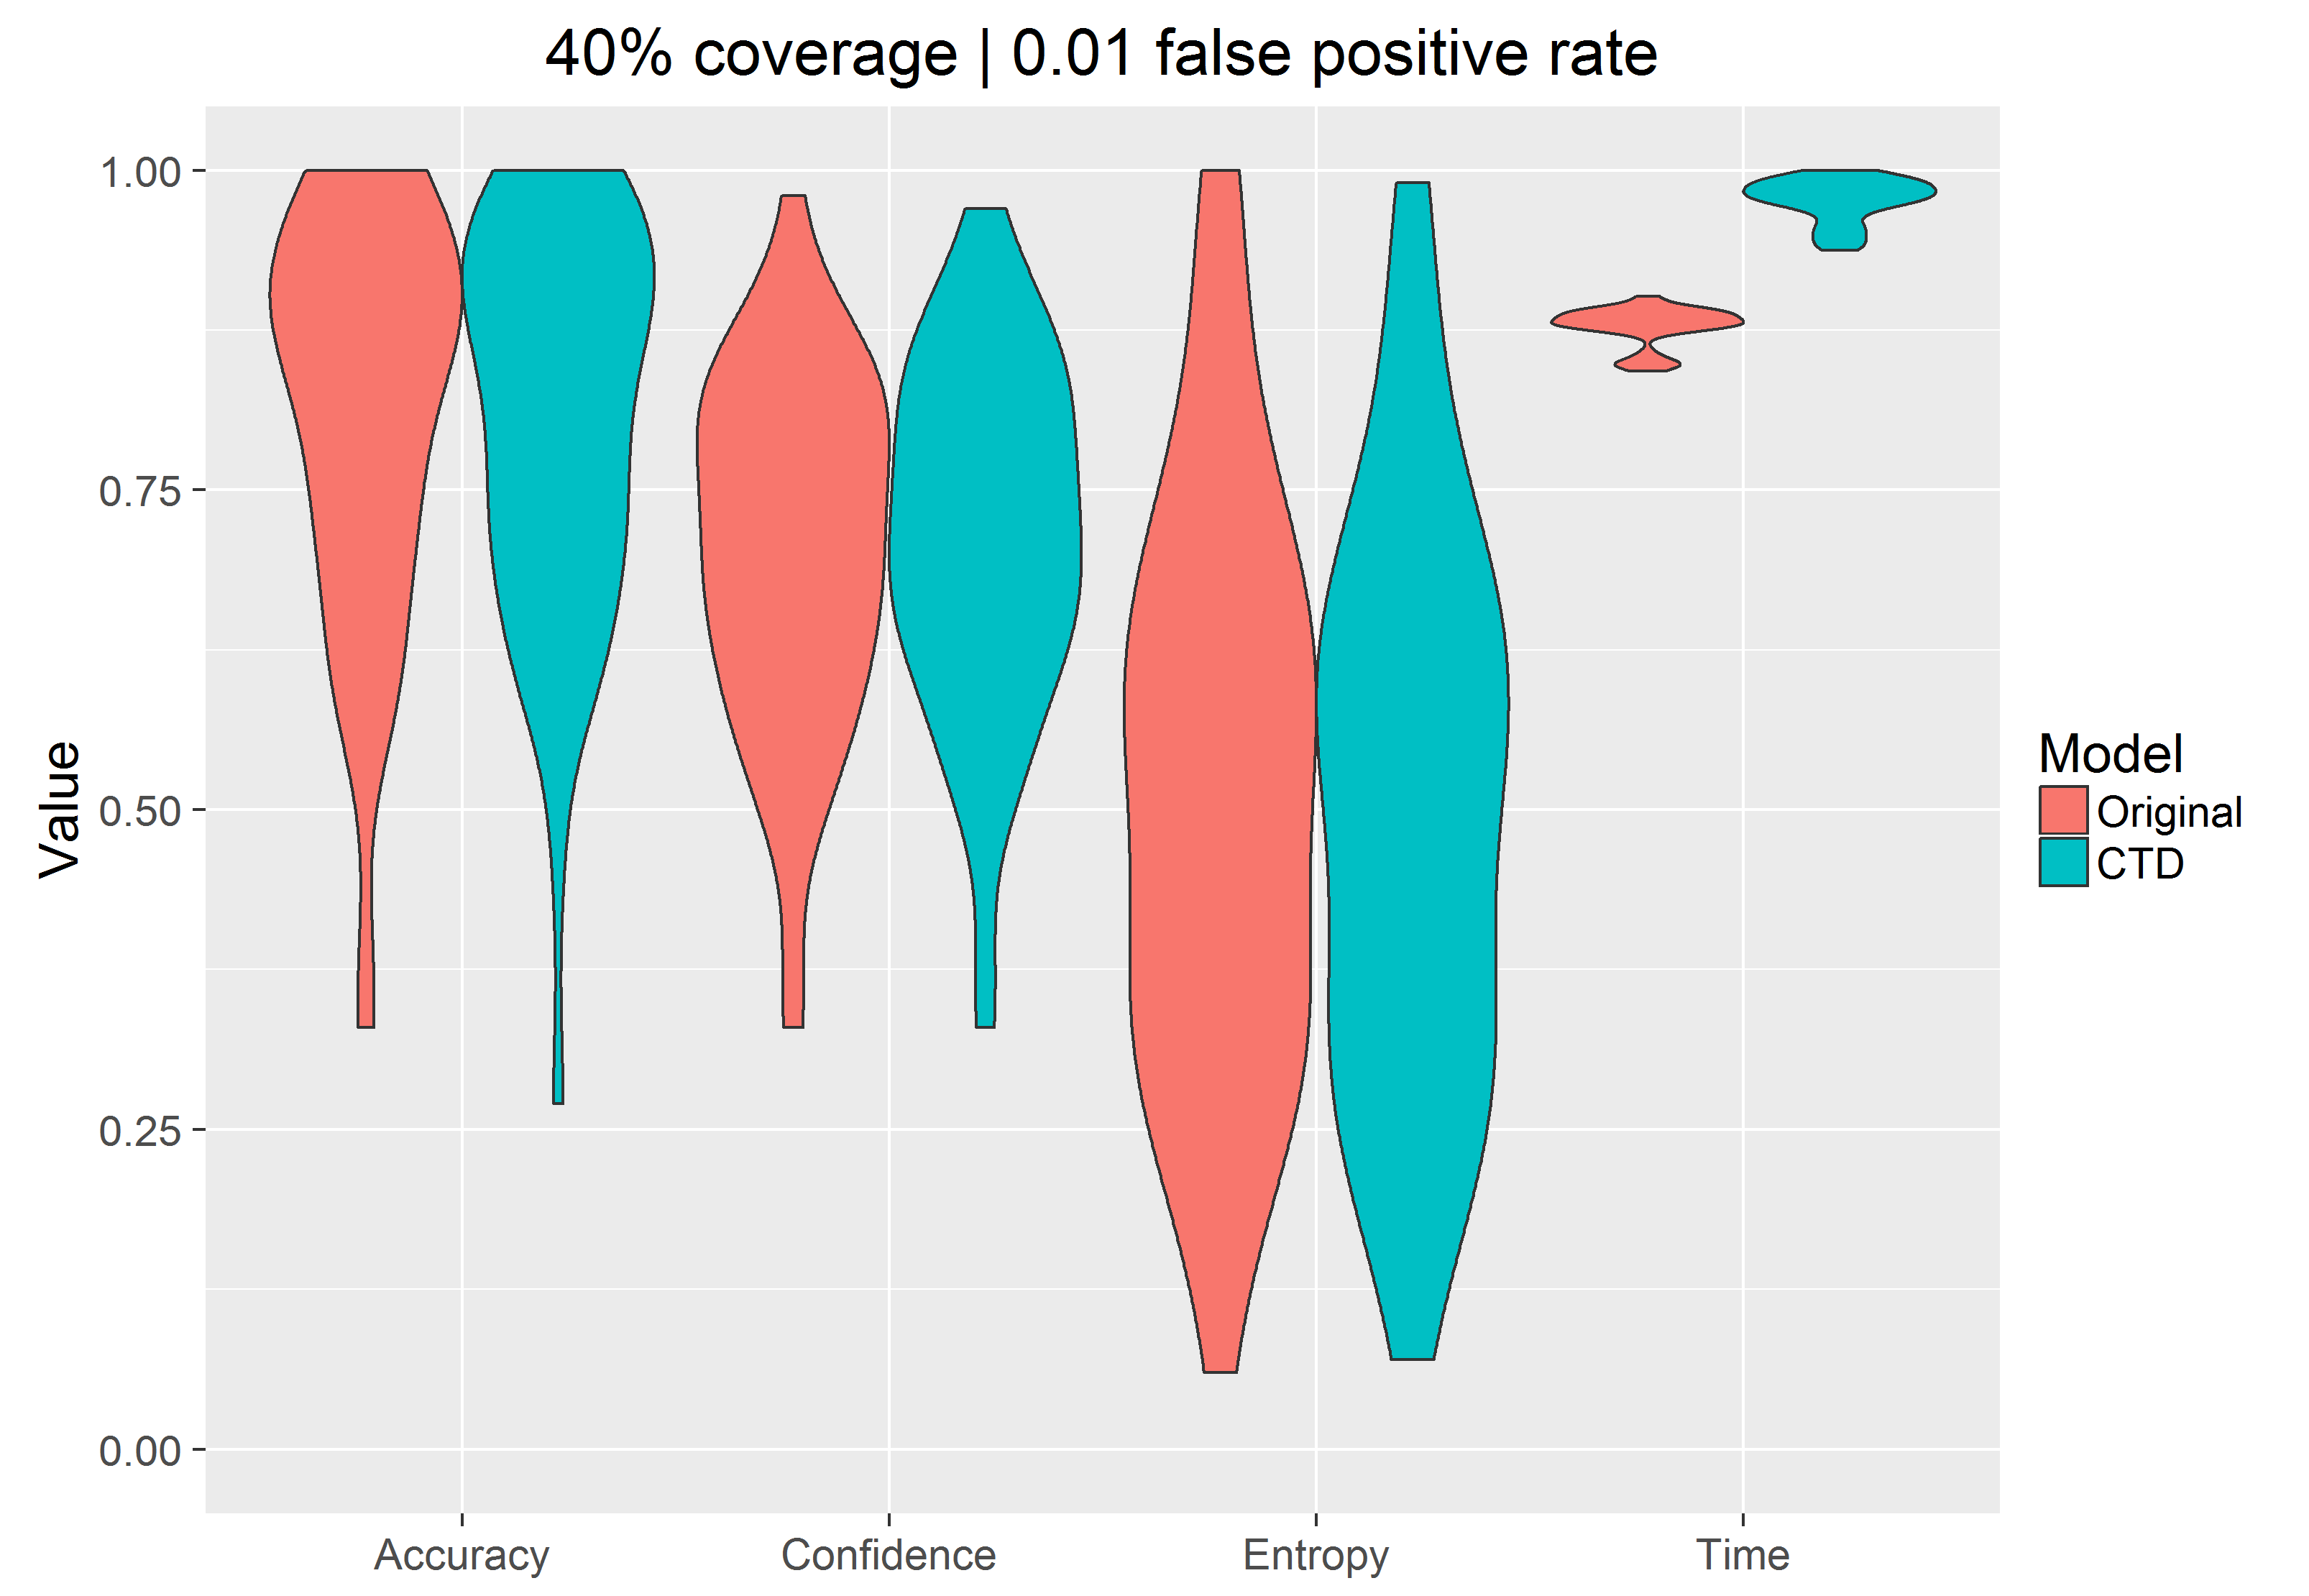 40% coverage | 0.01 false positive rate
Value
1.00
0.75
0.50
0.25
0.00
Accuracy Confidence Entropy Time
Model
Original
CTD